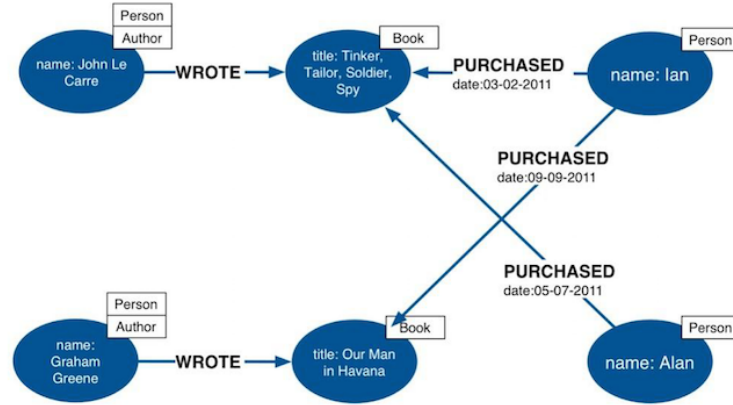 Person
Author
name: John Le
Carre
WROTE
Book
title: Tinker,
Tailor, Soldier,
Spy
PURCHASED
date:03-02-2011
Person
name: Ian
PURCHASED
date:09-09-2011
PURCHASED
date:05-07-2011
Person
Author
name:
Graham
Greene
WROTE
Book
title: Our Man
in Havana
Person
name: Alan